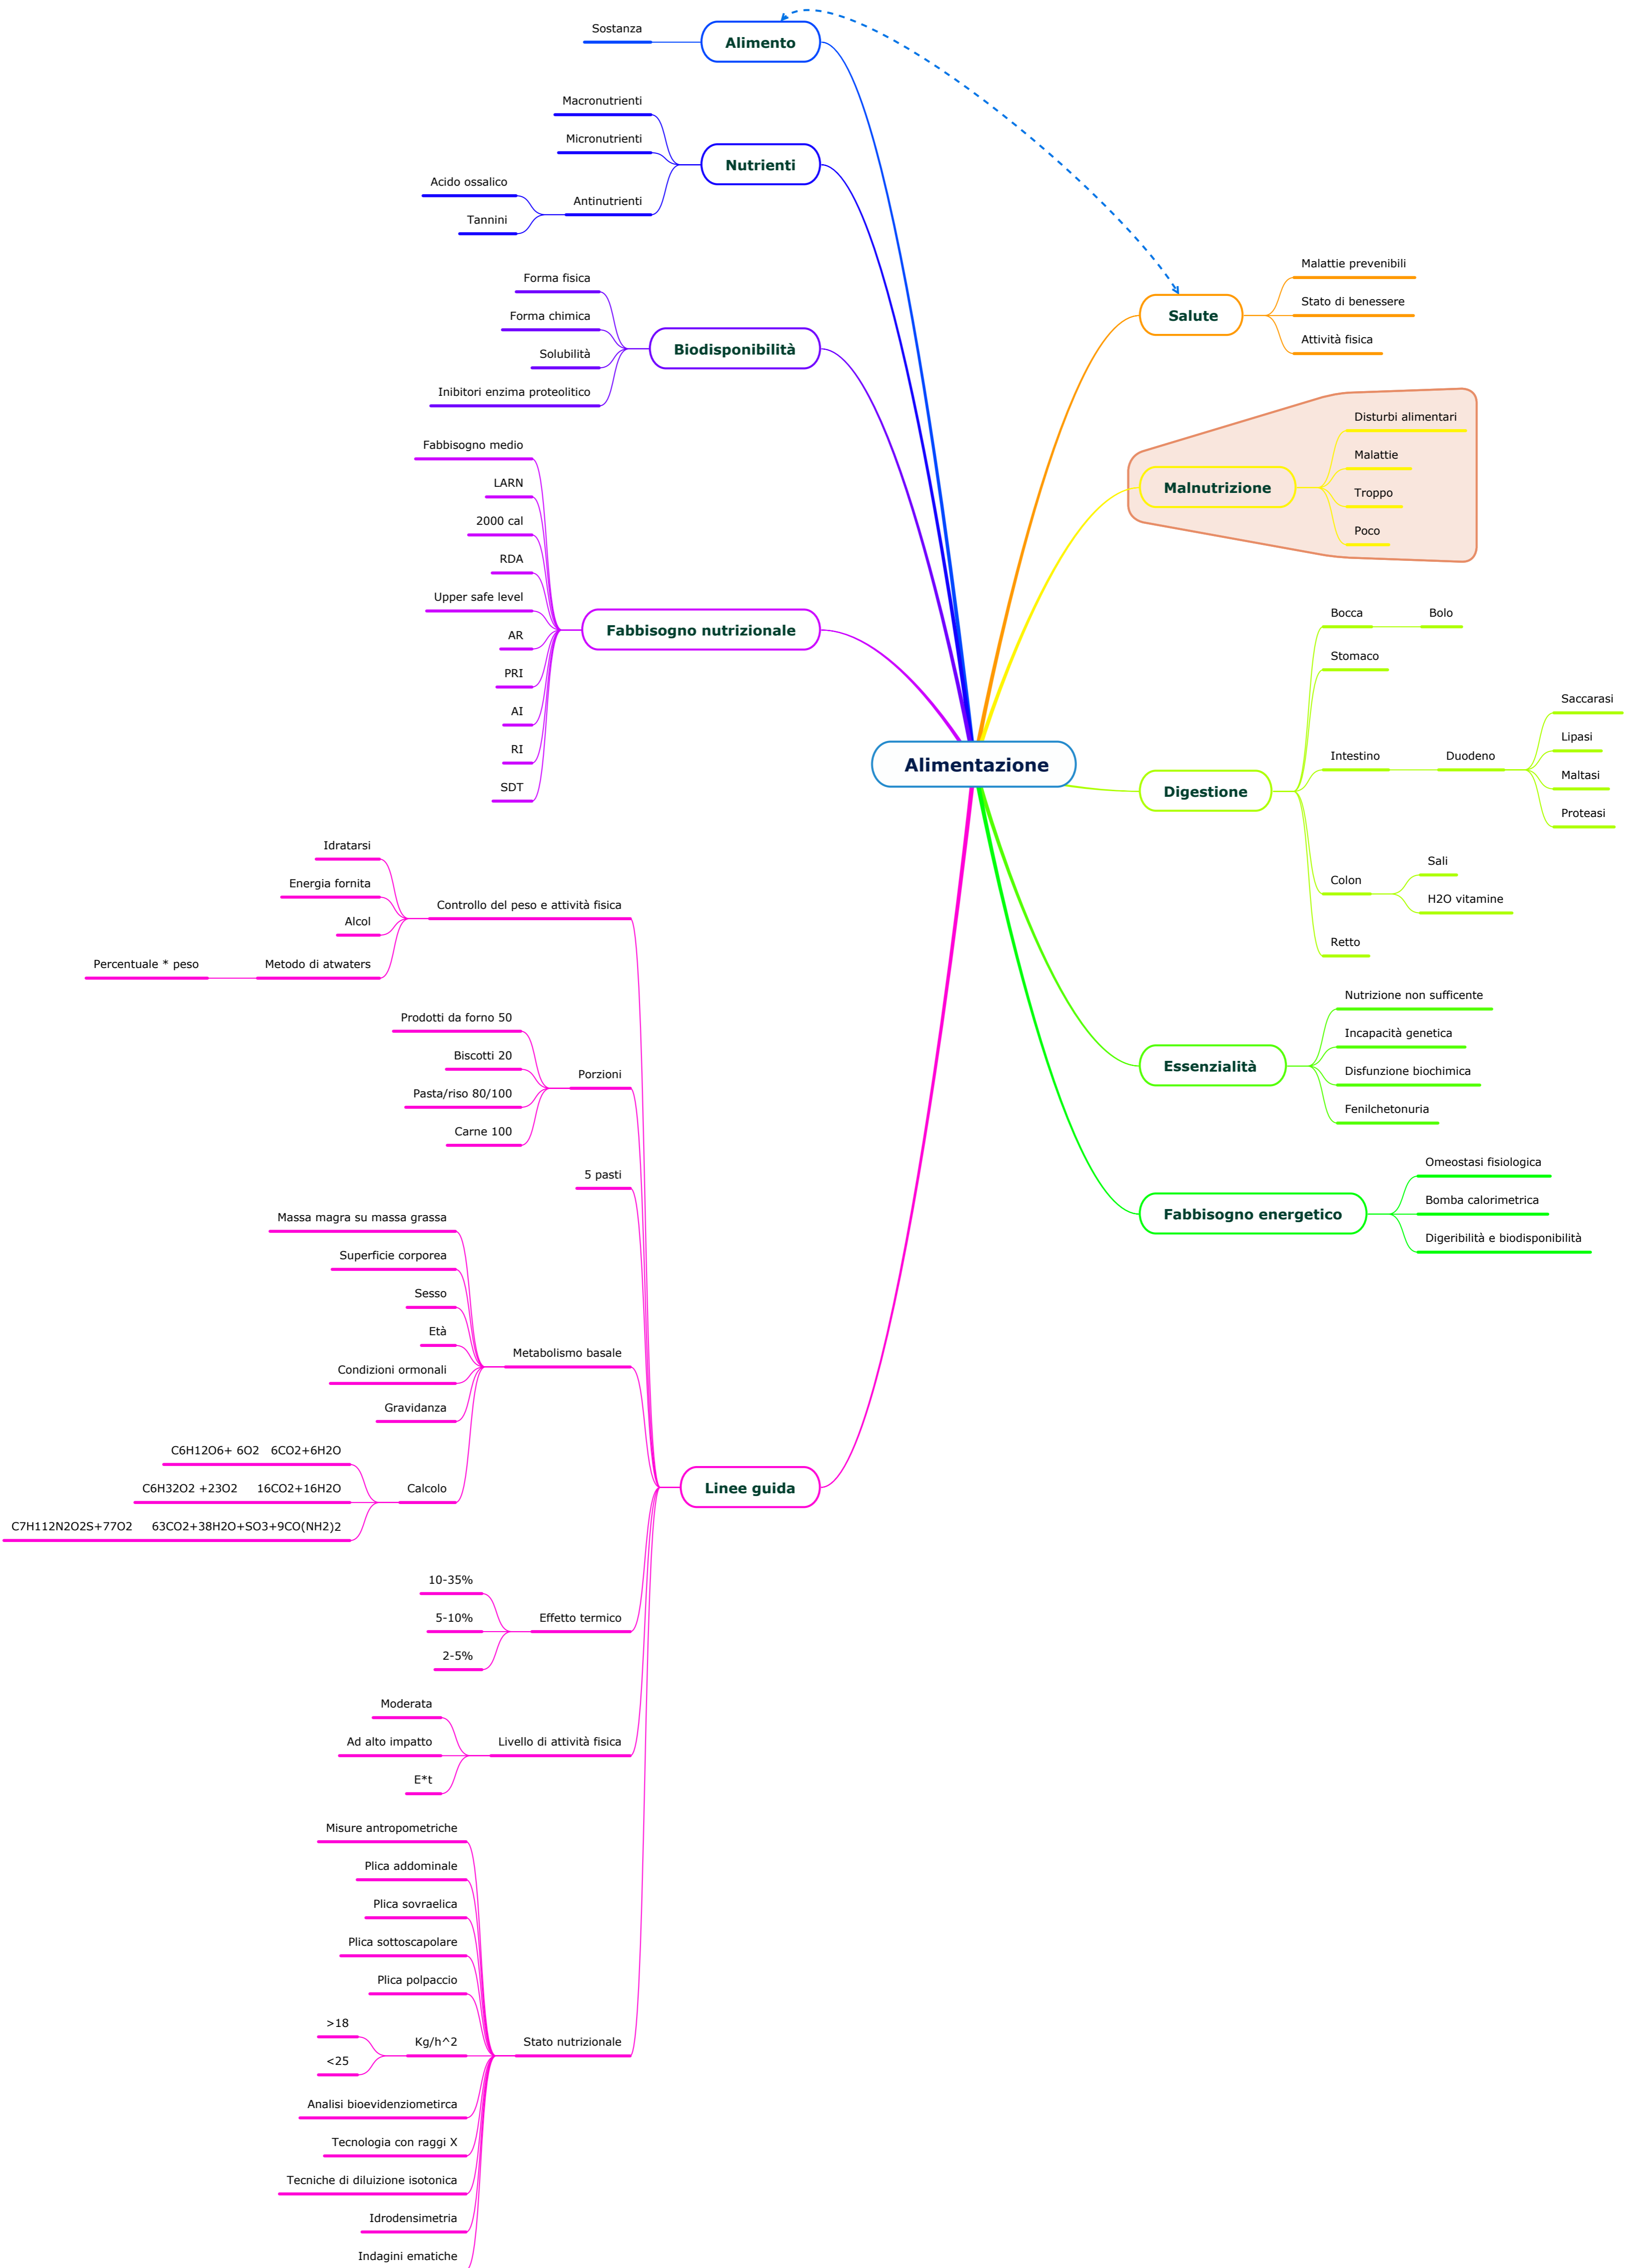 Alimentazione
Alimento
Sostanza
Nutrienti
Macronutrienti
Micronutrienti
Antinutrienti
Acido ossalico
Tannini
Biodisponibilità
Forma fisica
Forma chimica
Solubilità
Inibitori enzima proteolitico
Fabbisogno nutrizionale
Fabbisogno medio
LARN
2000 cal
RDA
Upper safe level
AR
PRI
AI
RI
SDT
Linee guida
Controllo del peso e attività fisica
Idratarsi
Energia fornita
Alcol
Metodo di atwaters
Percentuale * peso
Porzioni
Prodotti da forno 50
Biscotti 20
Pasta/riso 80/100
Carne 100
5 pasti
Metabolismo basale
Massa magra su massa grassa
Superficie corporea
Sesso
Età
Condizioni ormonali
Gravidanza
Calcolo
C6H12O6+ 6O2 6CO2+6H2O
C6H32O2 +23O2 16CO2+16H2O
C7H112N2O2S+77O2 63CO2+38H2O+SO3+9CO(NH2)2
Effetto termico
10-35%
5-10%
2-5%
Livello di attività fisica
Moderata
Ad alto impatto
E*t
Stato nutrizionale
Misure antropometriche
Plica addominale
Plica sovraelica
Plica sottoscapolare
Plica polpaccio
Kg/h^2
>18
<25
Analisi bioevidenziometirca
Tecnologia con raggi X
Tecniche di diluizione isotonica
Idrodensimetria
Indagini ematiche
Salute
Malattie prevenibili
Stato di benessere
Attività fisica
Malnutrizione
Disturbi alimentari
Malattie
Troppo
Poco
Digestione
Bocca
Bolo
Stomaco
Intestino
Duodeno
Saccarasi
Lipasi
Maltasi
Proteasi
Colon
Sali
H2O vitamine
Retto
Essenzialità
Nutrizione non sufficente
Incapacità genetica
Disfunzione biochimica
Fenilchetonuria
Fabbisogno energetico
Omeostasi fisiologica
Bomba calorimetrica
Digeribilità e biodisponibilità